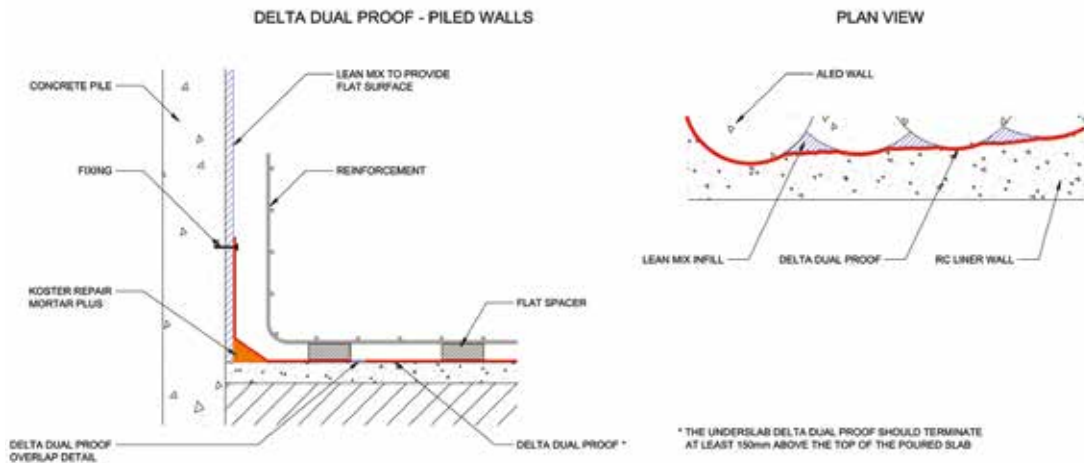 DELTA DUAL PROOF - PILED WALLS
PLAN VIEW
CONCRETE PILE
LEAN MIX TO PROVIDE
FLAT SURFACE
FIXING
REINFORCEMENT
KOSTER REPAIR
MORTAR PLUS
FLAT SPACER
DELTA DUAL PROOF
OVERLAP DETAIL
DELTA DUAL PROOF *
ALED WALL
LEAN MIX INFILL
DELTA DUAL PROOF
RC LINER WALL
* THE UNDERSLAB DELTA DUAL PROOF SHOULD TERMINATE
AT LEAST 150mm ABOVE THE TOP OF THE POURED SLAB